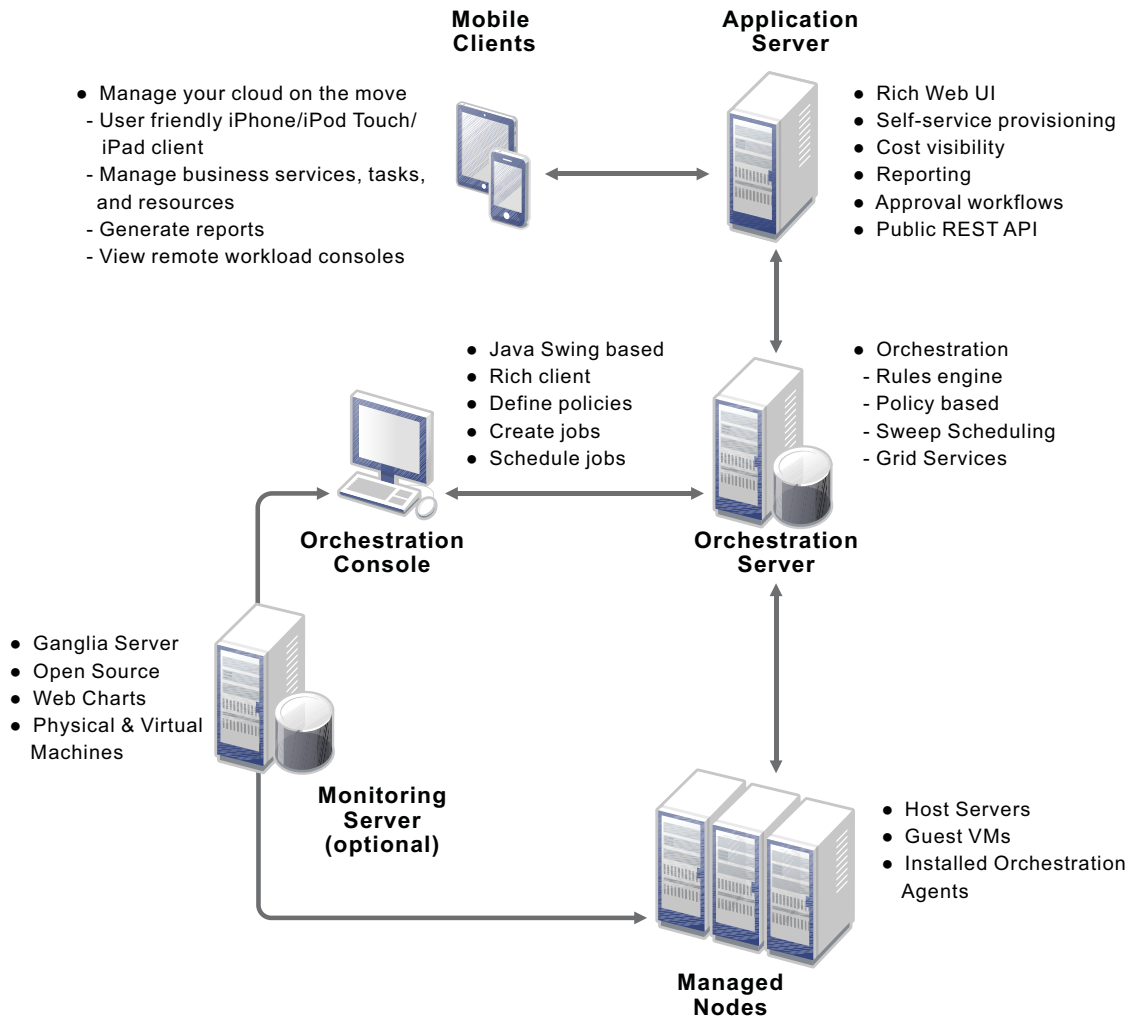 Mobile
Clients
Application
Server
● Manage your cloud on the move
- User friendly iPhone/iPod Touch/
iPad client
- Manage business services, tasks,
and resources
- Generate reports
- View remote workload consoles
● Rich Web UI
● Self-service provisioning
● Cost visibility
● Reporting
● Approval workflows
● Public REST API
● Java Swing based
● Rich client
● Define policies
● Create jobs
● Schedule jobs
● Orchestration
- Rules engine
- Policy based
- Sweep Scheduling
- Grid Services
Orchestration
Console
Orchestration
Server
● Ganglia Server
● Open Source
● Web Charts
● Physical & Virtual
Machines
Monitoring
Server
(optional)
● Host Servers
● Guest VMs
● Installed Orchestration
Agents
Managed
Nodes